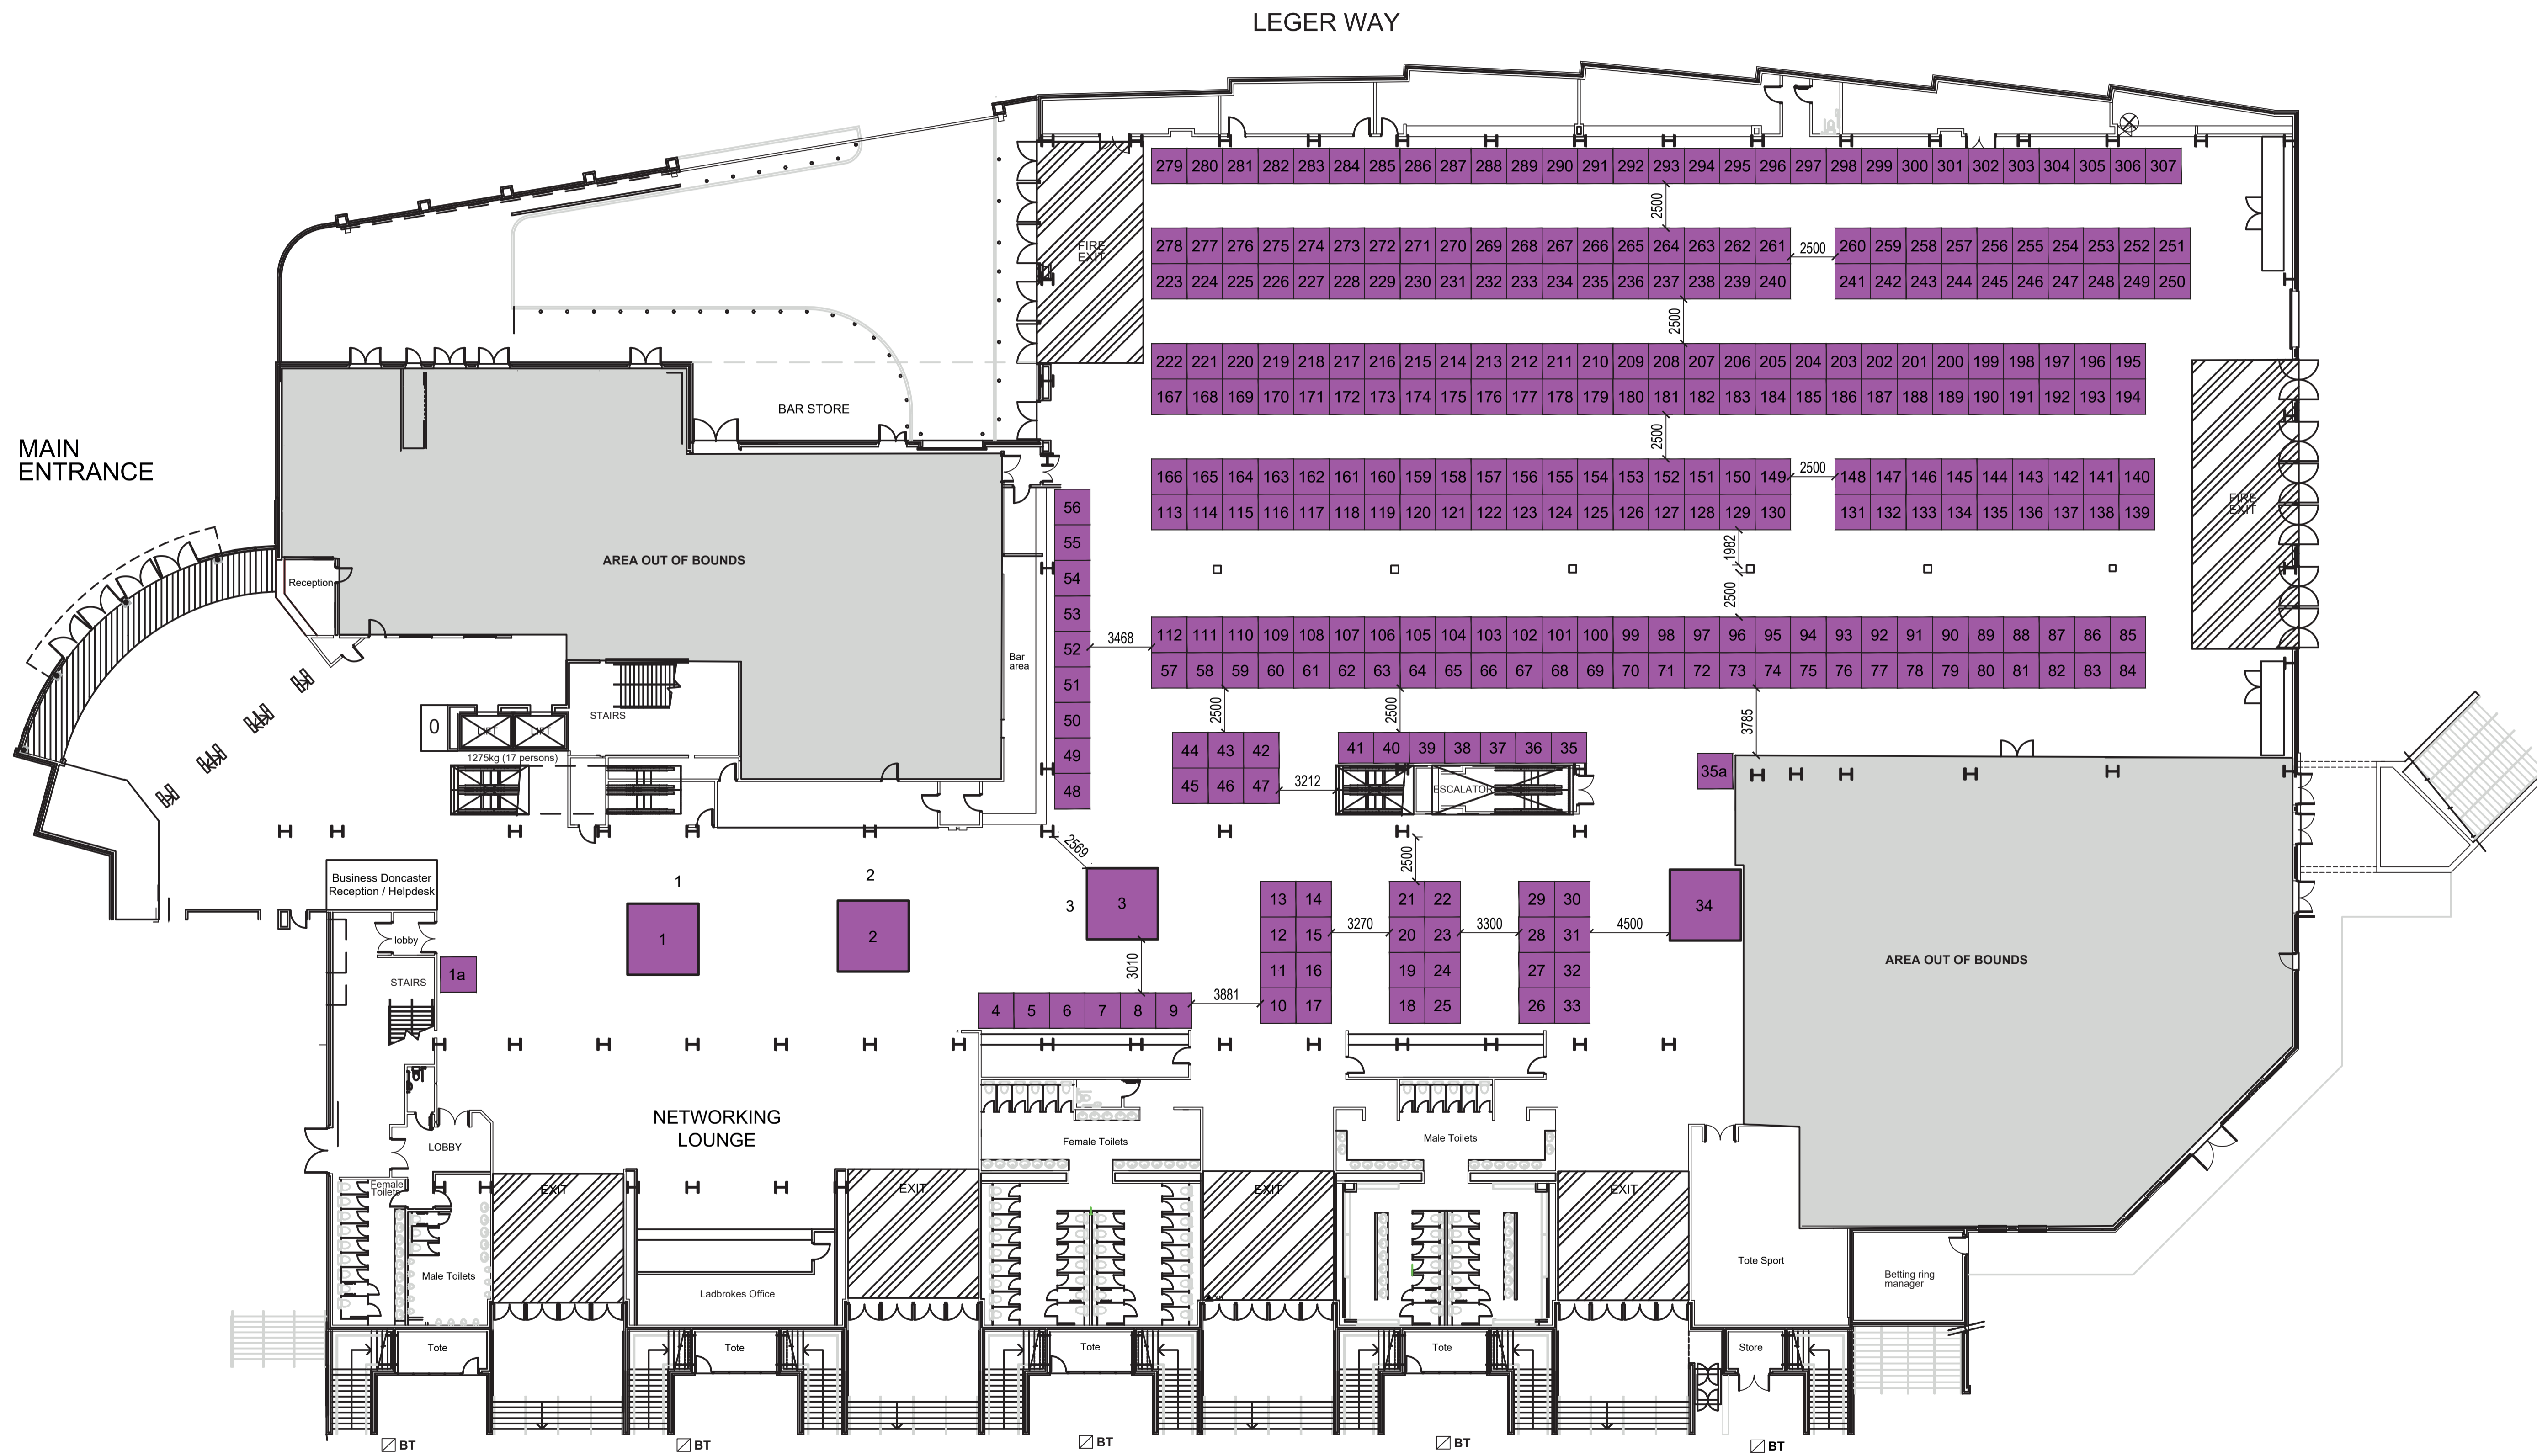 LEGER WAY
279 280 281 282 283 284 285 286 287 288 289 290 291 292 293 294 295 296 297 298 299 300 301 302 303 304 305 306 307
2500
FIRE
EXIT
278 277 276 275 274 273 272 271 270 269 268 267 266 265 264 263 262 261 2500 260 259 258 257 256 255 254 253 252 251
223 224 225 226 227 228 229 230 231 232 233 234 235 236 237 238 239 240 241 242 243 244 245 246 247 248 249 250
2500
222 221 220 219 218 217 216 215 214 213 212 211 210 209 208 207 206 205 204 203 202 201 200 199 198 197 196 195
167 168 169 170 171 172 173 174 175 176 177 178 179 180 181 182 183 184 185 186 187 188 189 190 191 192 193 194
BAR STORE
2500
MAIN
ENTRANCE
166 165 164 163 162 161 160 159 158 157 156 155 154 153 152 151 150 149 2500 148 147 146 145 144 143 142 141 140
113 114 115 116 117 118 119 120 121 122 123 124 125 126 127 128 129 130 131 132 133 134 135 136 137 138 139
FIRE
EXIT
56
55
54
53
52
51
50
49
48
AREA OUT OF BOUNDS
Reception
1982
2500
3468
Bar
area
112 111 110 109 108 107 106 105 104 103 102 101 100 99 98 97 96 95 94 93 92 91 90 89 88 87 86 85
57 58 59 60 61 62 63 64 65 66 67 68 69 70 71 72 73 74 75 76 77 78 79 80 81 82 83 84
STAIRS
0
LIFT LIFT
1275kg (17 persons)
2500
2500
3785
44 43 42
45 46 47
3212
41 40 39 38 37 36 35
ESCALATOR
35a
2569
2500
Business Doncaster
Reception / Helpdesk
1
2
3
1
2
3
13 14
12 15
11 16
10 17
3270
21 22
20 23
19 24
18 25
3300
29 30
28 31
27 32
26 33
4500
34
lobby
STAIRS
1a
3010
4 5 6 7 8 9
3881
AREA OUT OF BOUNDS
NETWORKING
LOUNGE
LOBBY
Female Toilets
Male Toilets
Female
Toilets
EXIT
EXIT
EXIT
EXIT
Male Toilets
Ladbrokes Office
Tote Sport
Betting ring
manager
Tote
Tote
Tote
Tote
Store
BT
BT
BT
BT
BT